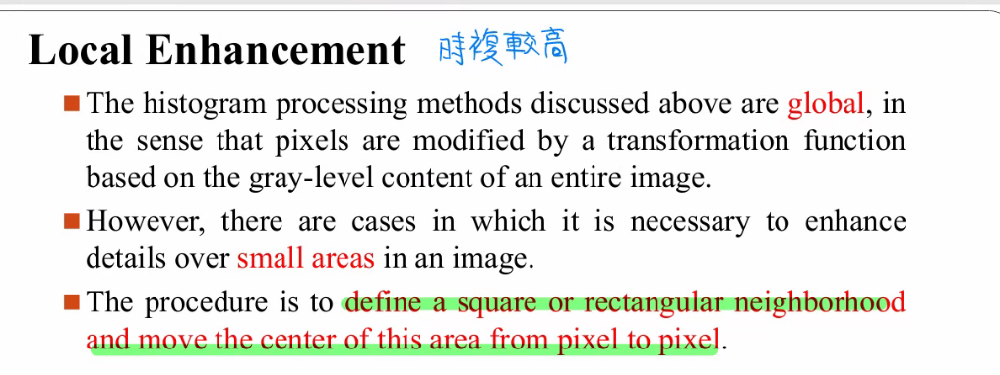 Local Enhancement 時複較高
■ The histogram processing methods discussed above are global, in
the sense that pixels are modified by a transformation function
based on the gray-level content of an entire image.
■ However, there are cases in which it is necessary to enhance
details over small areas in an image.
■ The procedure is to define a square or rectangular neighborhood
and move the center of this area from pixel to pixel.